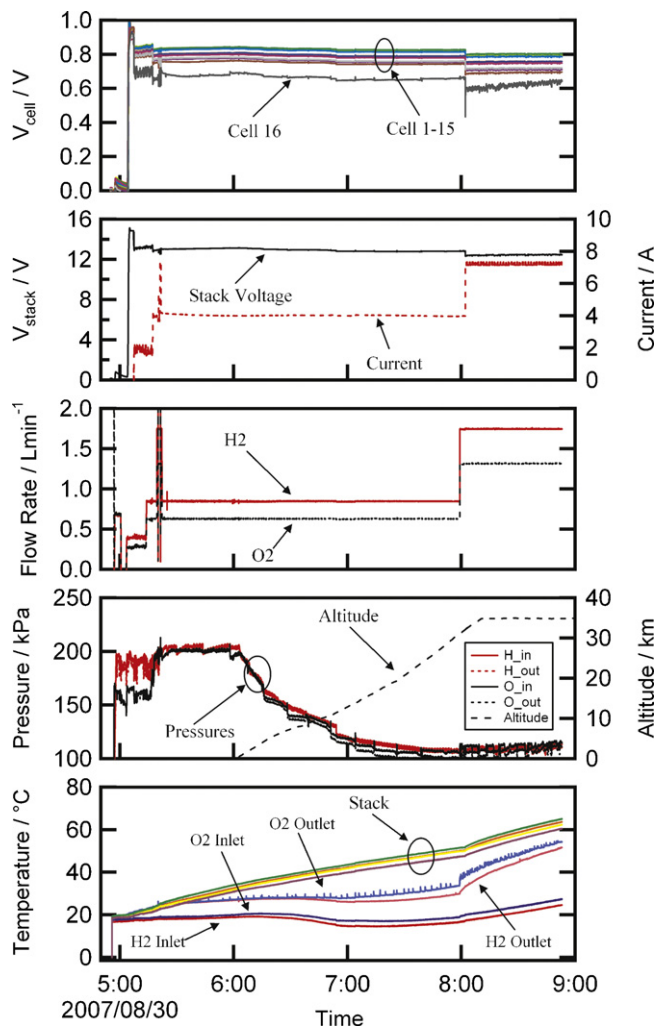 1.0
0.8
0.6
0.4
0.2
0.0
V_cell / V
Cell 16
Cell 1-15
16
12
8
4
0
V_stack / V
10
8
6
4
2
0
Current / A
Stack Voltage
Current
2.0
1.5
1.0
0.5
0.0
Flow Rate / Lmin⁻¹
H2
O2
250
200
150
100
Pressure / kPa
40
30
20
10
0
Altitude / km
Altitude
Pressures
H_in
H_out
O_in
O_out
Altitude
80
60
40
20
0
Temperature / °C
Stack
O2 Outlet
O2 Inlet
H2 Inlet
H2 Outlet
5:00 6:00 7:00 8:00 9:00
2007/08/30
Time